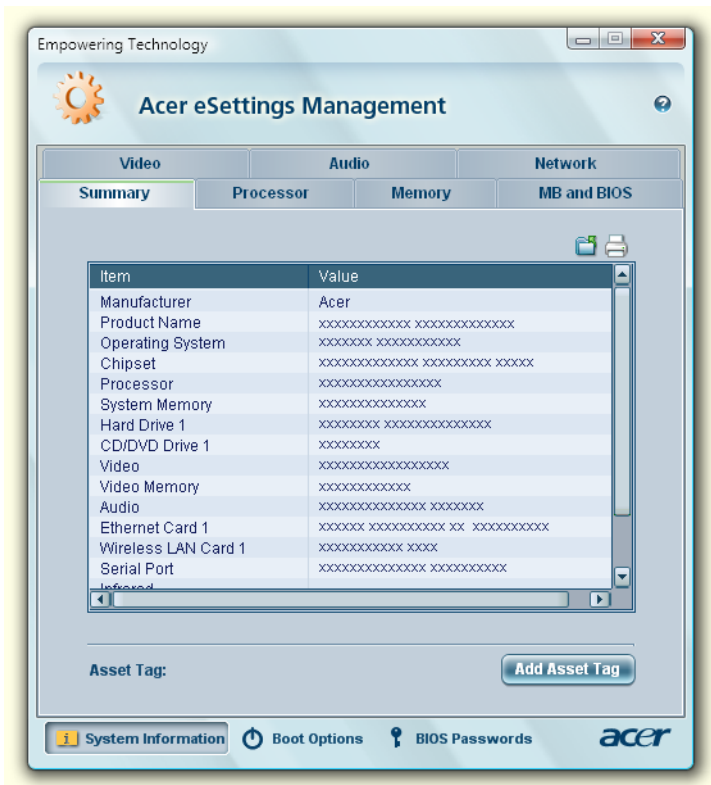 Empowering Technology
Acer eSettings Management
Video Audio Network
Summary Processor Memory MB and BIOS
Item Value
Manufacturer Acer
Product Name xxxxxxxxxxxx xxxxxxxxxxxxx
Operating System xxxxxxx xxxxxxxxxxx
Chipset xxxxxxxxxxxxx xxxxxxxxx xxxxx
Processor xxxxxxxxxxxxxxxx
System Memory xxxxxxxxxxxxxx
Hard Drive 1 xxxxxxxx xxxxxxxxxxxxxx
CD/DVD Drive 1 xxxxxxxx
Video xxxxxxxxxxxxxxxxx
Video Memory xxxxxxxxxxxx
Audio xxxxxxxxxxxxxx xxxxxxx
Ethernet Card 1 xxxxxx xxxxxxxxxx xx xxxxxxxxxx
Wireless LAN Card 1 xxxxxxxxxxx xxxx
Serial Port xxxxxxxxxxxxxx xxxxxxxxxx
Infrared
Asset Tag: Add Asset Tag
System Information Boot Options BIOS Passwords acer